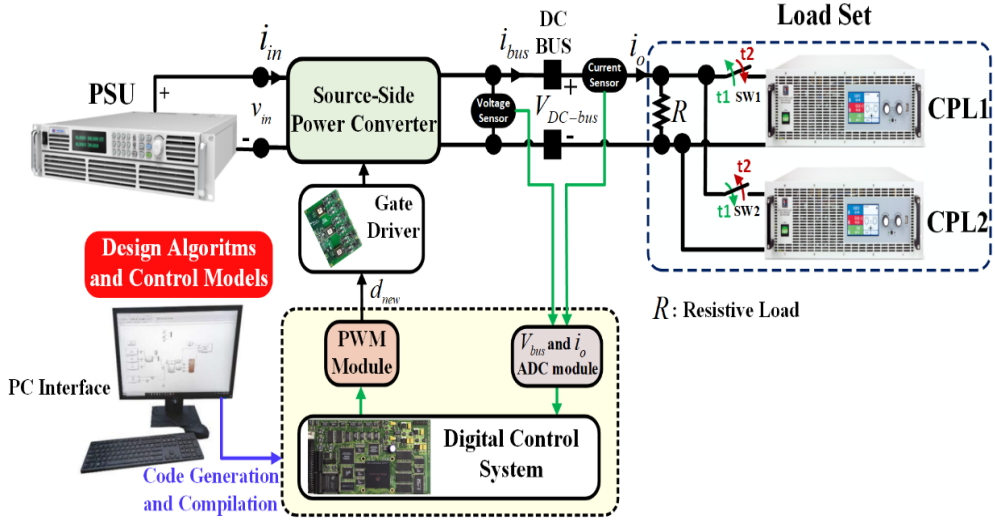 Load Set
DC
BUS
i_in
i_bus
i_o
PSU
+
-
v_in
Source-Side
Power Converter
Voltage
Sensor
+
Current
Sensor
V_DC-bus
-
R
t2
t1
SW1
CPL1
t2
t1
SW2
CPL2
Gate
Driver
Design Algoritms
and Control Models
d_new
R: Resistive Load
PWM
Module
V_bus and i_o
ADC module
PC Interface
Digital Control
System
Code Generation
and Compilation